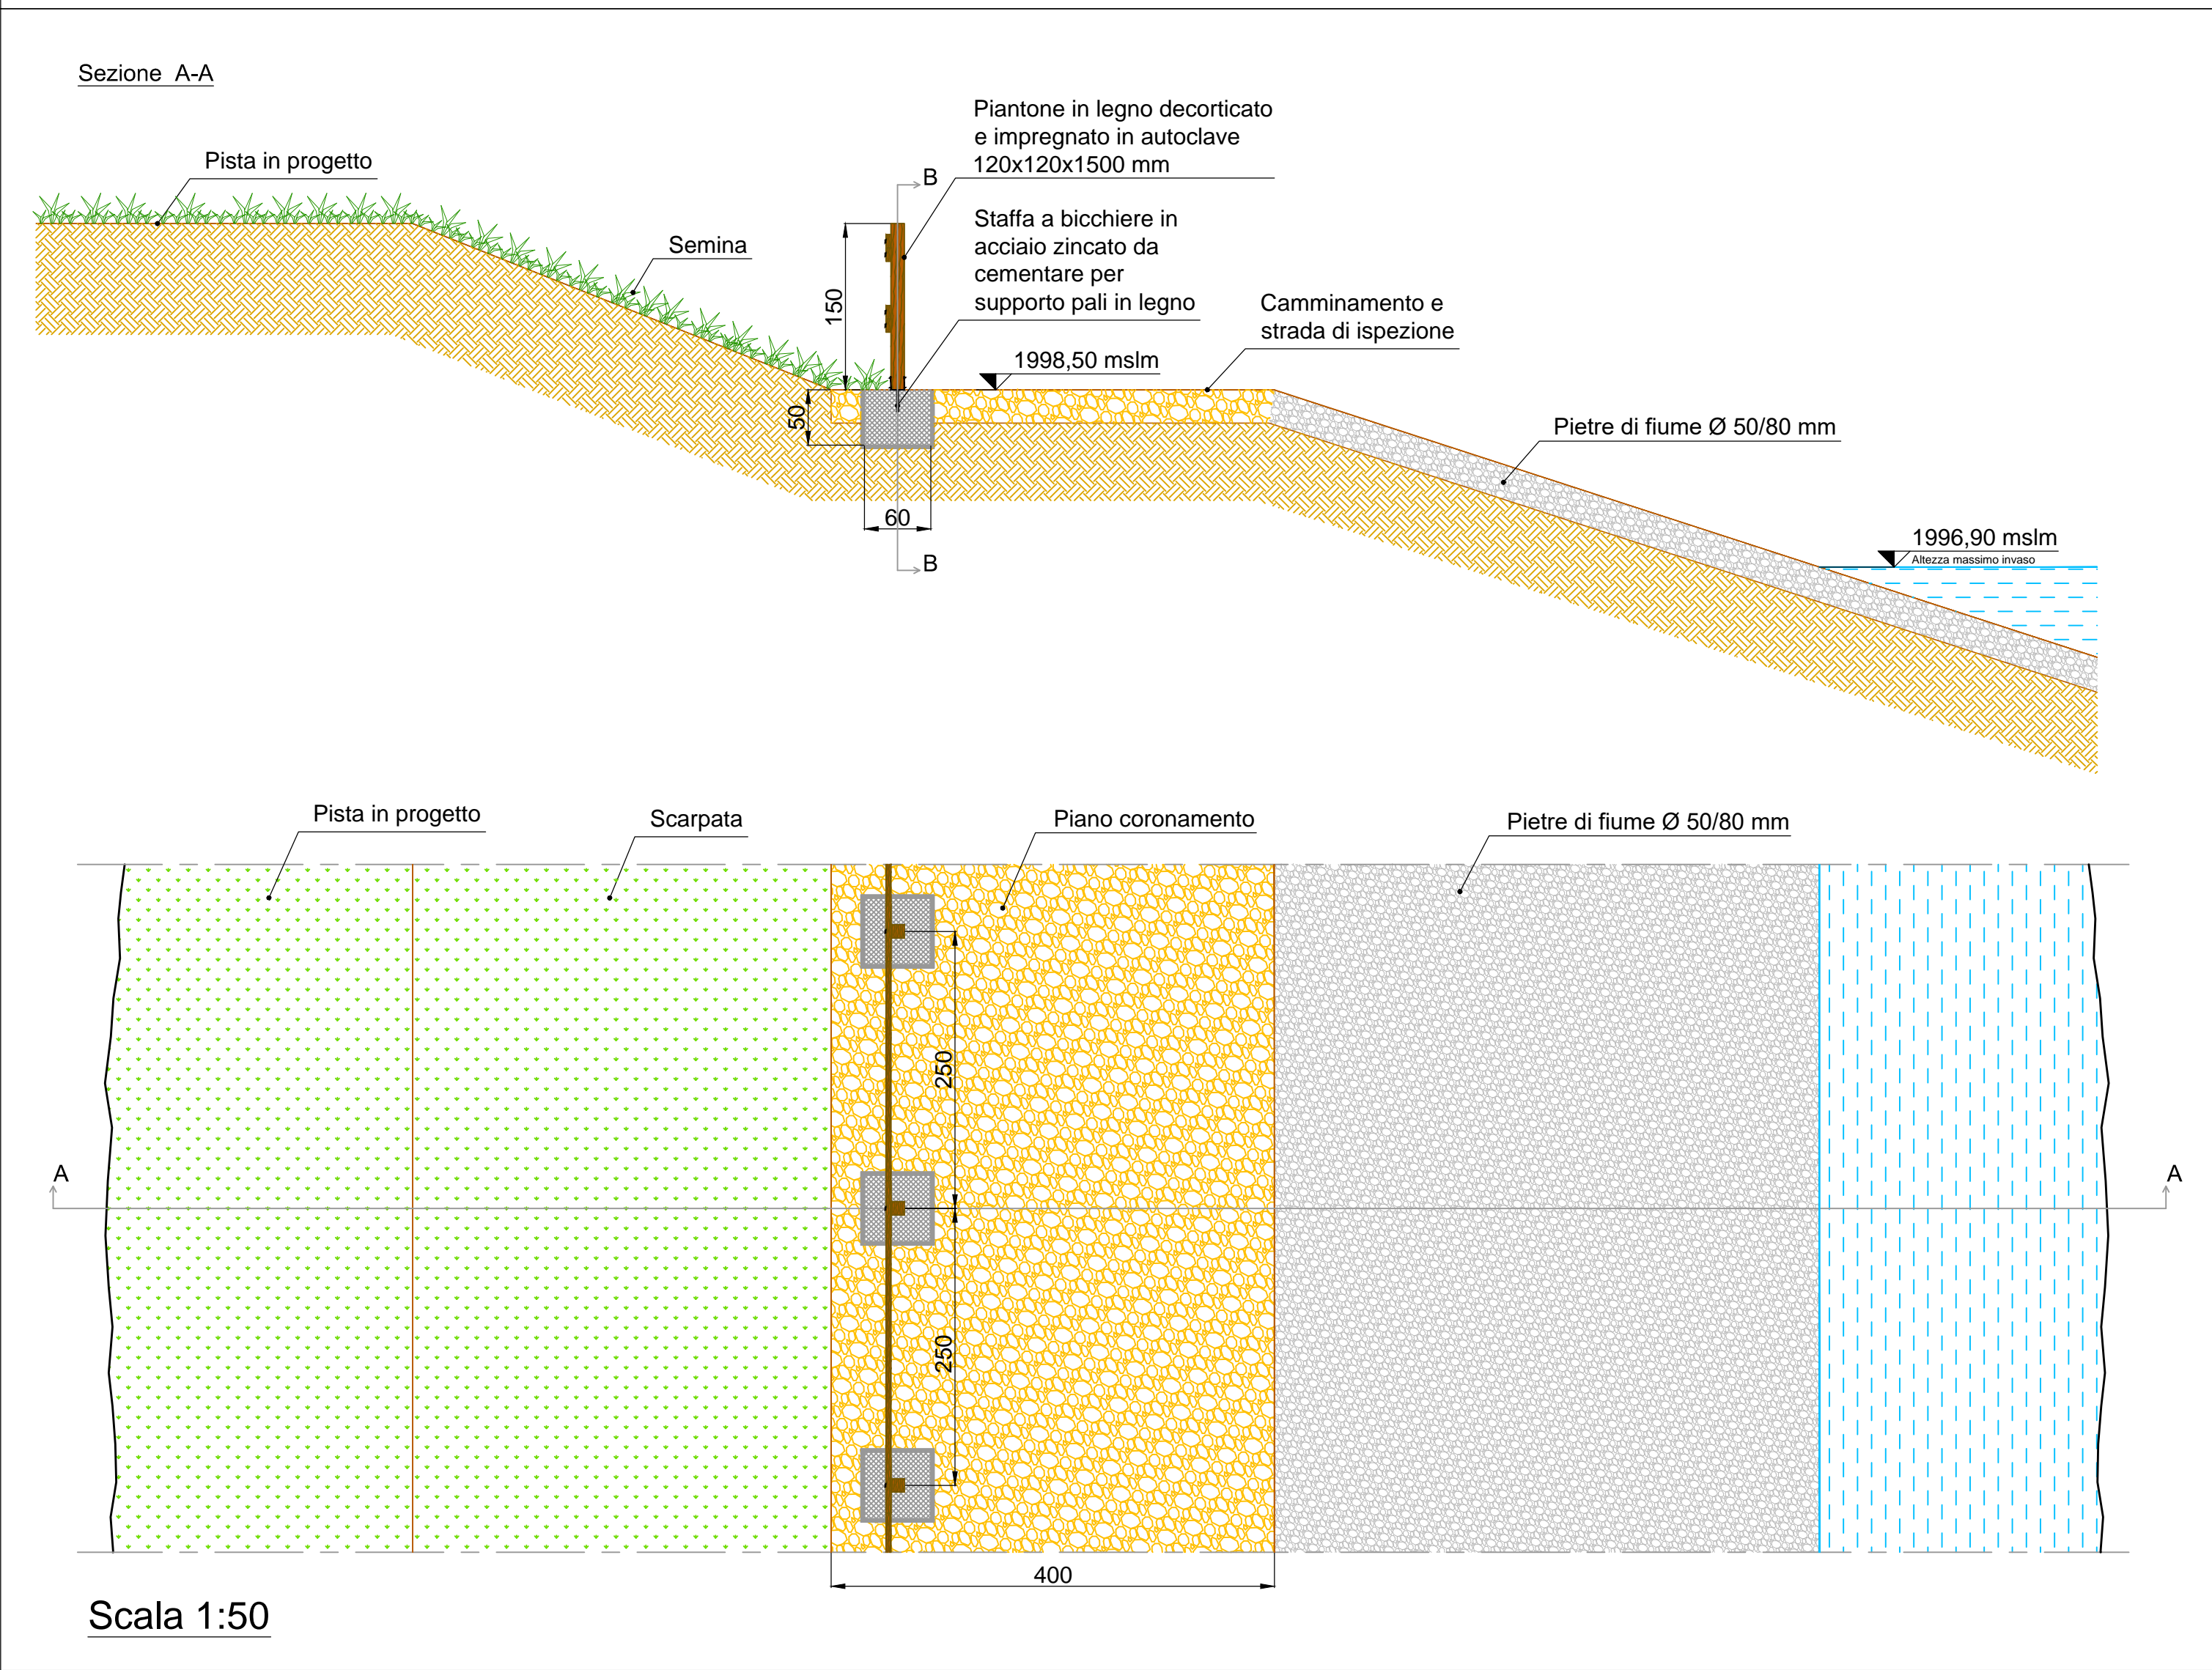 Sezione  A-A
Piantone in legno decorticato
e impregnato in autoclave
120x120x1500 mm
Pista in progetto
B
Staffa a bicchiere in
acciaio zincato da
cementare per
supporto pali in legno
Semina
150
Camminamento e
strada di ispezione
1998,50 mslm
50
Pietre di fiume Ø 50/80 mm
60
1996,90 mslm
Altezza massimo invaso
B
Pista in progetto
Scarpata
Piano coronamento
Pietre di fiume Ø 50/80 mm
250
A
A
250
400
Scala 1:50